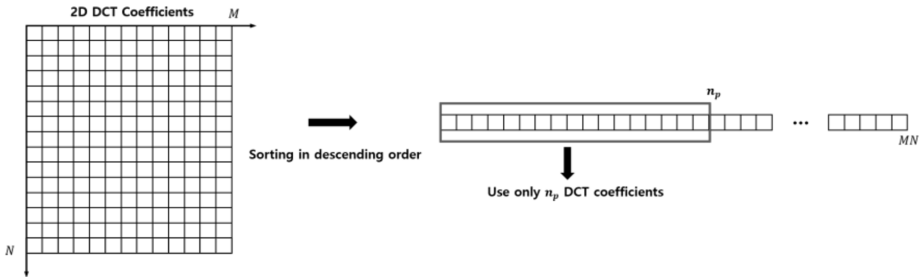 2D DCT Coefficients
M
N
Sorting in descending order
n_p
...
MN
Use only n_p DCT coefficients